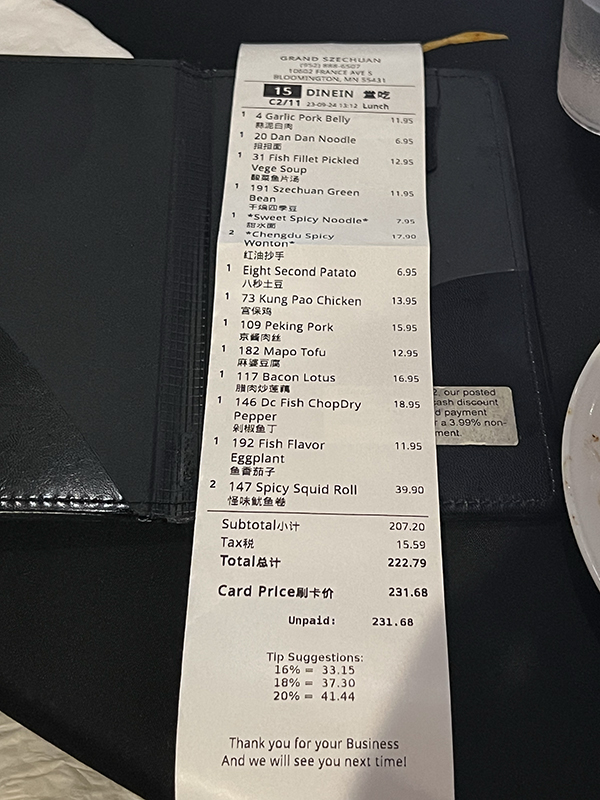 GRAND SZECHUAN
(952) 888-6507
10602 FRANCE AVE S
BLOOMINGTON, MN 55431
15 DINEIN 堂吃
C2/11 23-09-24 13:12 Lunch
1 4 Garlic Pork Belly 11.95
蒜泥白肉
1 20 Dan Dan Noodle 6.95
担担面
1 31 Fish Fillet Pickled 12.95
Vege Soup
酸菜鱼片汤
1 191 Szechuan Green 11.95
Bean
干煸四季豆
1 *Sweet Spicy Noodle* 7.95
甜水面
2 *Chengdu Spicy 17.90
Wonton*
红油抄手
1 Eight Second Patato 6.95
八秒土豆
1 73 Kung Pao Chicken 13.95
宫保鸡
1 109 Peking Pork 15.95
京酱肉丝
1 182 Mapo Tofu 12.95
麻婆豆腐
1 117 Bacon Lotus 16.95
腊肉炒莲藕
1 146 Dc Fish ChopDry 18.95
Pepper
剁椒鱼丁
1 192 Fish Flavor 11.95
Eggplant
鱼香茄子
2 147 Spicy Squid Roll 39.90
怪味鱿鱼卷
Subtotal小计 207.20
Tax税 15.59
Total总计 222.79
Card Price刷卡价 231.68
Unpaid: 231.68
Tip Suggestions:
16% = 33.15
18% = 37.30
20% = 41.44
Thank you for your Business
And we will see you next time!
2. our posted
cash discount
d payment
r a 3.99% non-
ment.